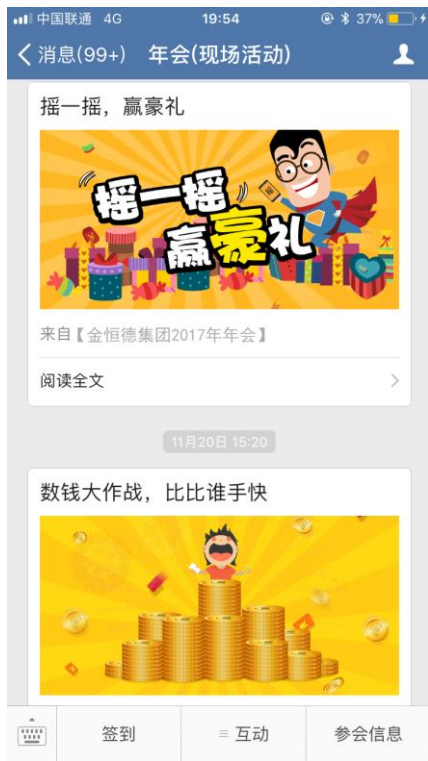 中国联通 4G 19:54 37%
消息(99+) 年会(现场活动)
摇一摇，赢豪礼
摇一摇
赢豪礼
来自【金恒德集团2017年年会】
阅读全文
11月20日 15:20
数钱大作战，比比谁手快
签到 互动 参会信息